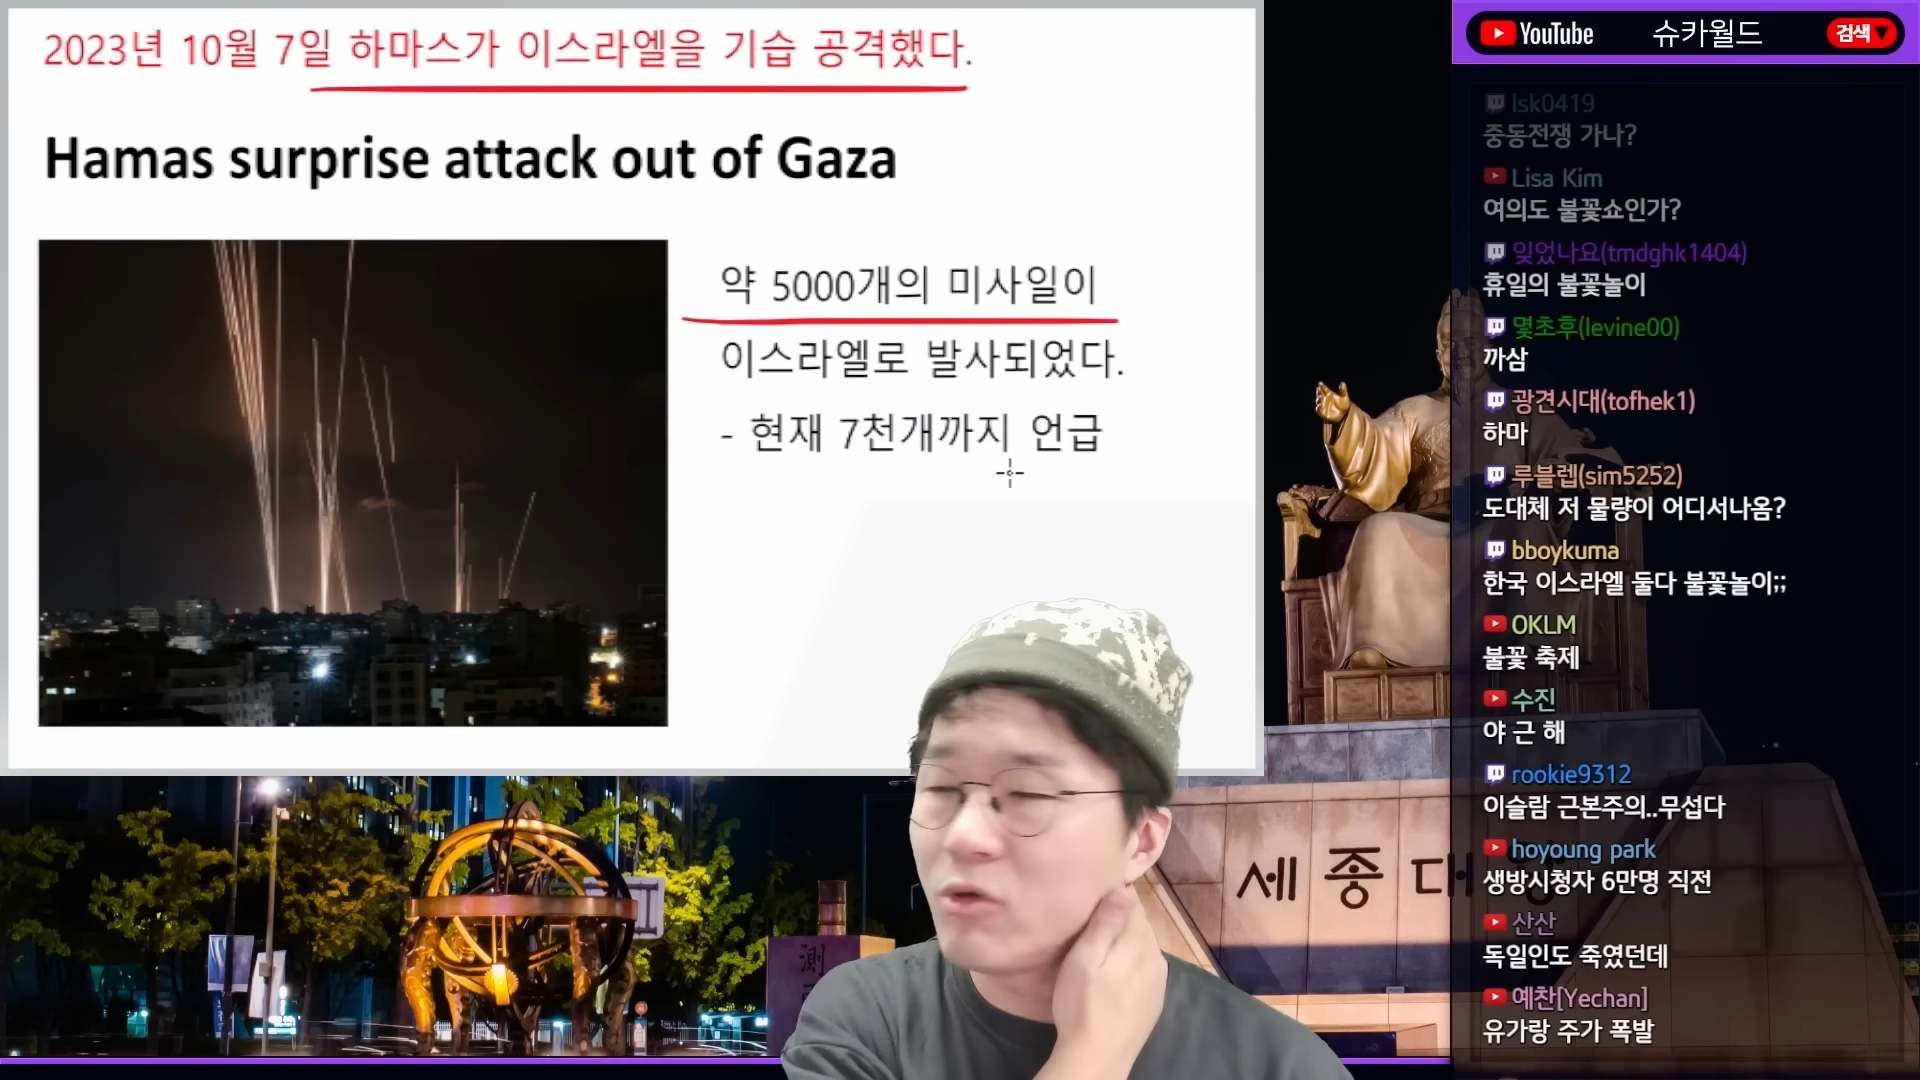 2023년 10월 7일 하마스가 이스라엘을 기습 공격했다.
Hamas surprise attack out of Gaza
약 5000개의 미사일이
이스라엘로 발사되었다.
- 현재 7천개까지 언급
세종대
測
YouTube 슈카월드 검색
lsk0419
중동전쟁 가나?
Lisa Kim
여의도 불꽃쇼인가?
잊었나요(tmdghk1404)
휴일의 불꽃놀이
몇초후(levine00)
까삼
광견시대(tofhek1)
하마
루블렙(sim5252)
도대체 저 물량이 어디서나옴?
bboykuma
한국 이스라엘 둘다 불꽃놀이;;
OKLM
불꽃 축제
수진
야 근 해
rookie9312
이슬람 근본주의..무섭다
hoyoung park
생방시청자 6만명 직전
산산
독일인도 죽였던데
예찬[Yechan]
유가랑 주가 폭발